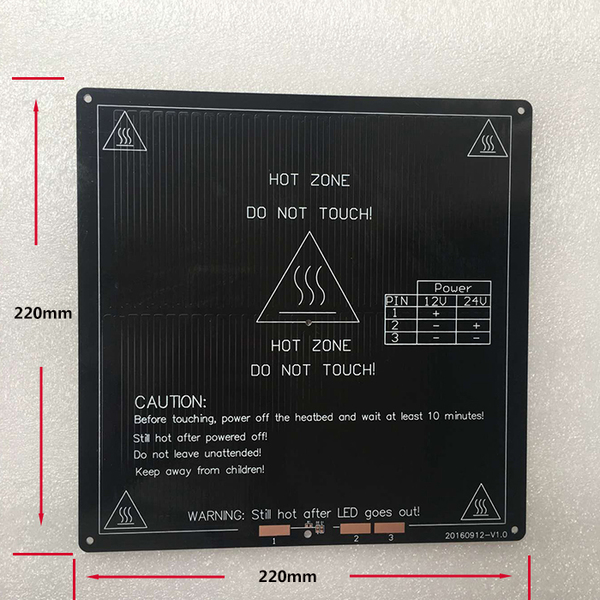 HOT ZONE
DO NOT TOUCH!
Power
PIN 12V 24V
1 + 
2 - +
3 - -
220mm
HOT ZONE
DO NOT TOUCH!
CAUTION:
Before touching, power off the heatbed and wait at least 10 minutes!
Still hot after powered off!
Do not leave unattended!
Keep away from children!
WARNING: Still hot after LED goes out!
1 2 3
20160912-V1.0
220mm